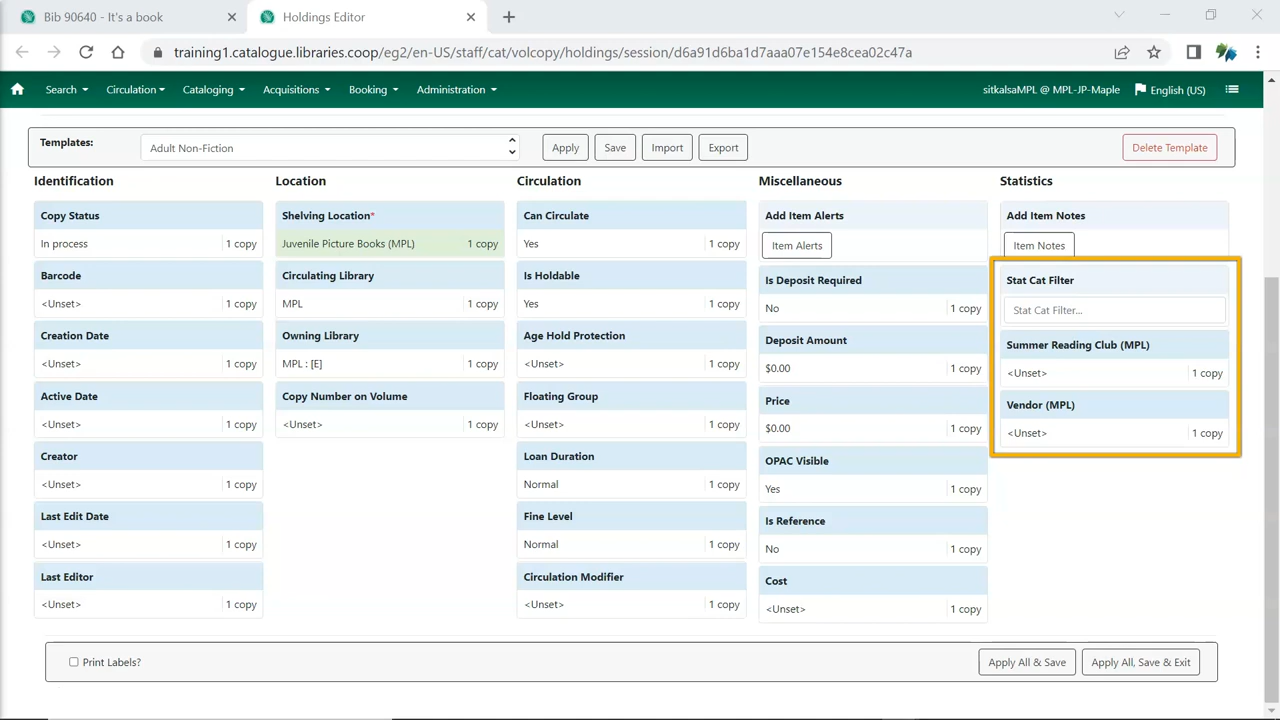 Bib 90640 - It's a book
Holdings Editor
training1.catalogue.libraries.coop/eg2/en-US/staff/cat/volcopy/holdings/session/d6a91d6ba1d7aaa07e154e8cea02c47a
Search Circulation Cataloging Acquisitions Booking Administration sitkalsaMPL @ MPL-JP-Maple English (US)
Templates: Adult Non-Fiction Apply Save Import Export Delete Template
Identification
Copy Status
In process 1 copy
Barcode
<Unset> 1 copy
Creation Date
<Unset> 1 copy
Active Date
<Unset> 1 copy
Creator
<Unset> 1 copy
Last Edit Date
<Unset> 1 copy
Last Editor
<Unset> 1 copy
Location
Shelving Location*
Juvenile Picture Books (MPL) 1 copy
Circulating Library
MPL 1 copy
Owning Library
MPL : [E] 1 copy
Copy Number on Volume
<Unset> 1 copy
Circulation
Can Circulate
Yes 1 copy
Is Holdable
Yes 1 copy
Age Hold Protection
<Unset> 1 copy
Floating Group
<Unset> 1 copy
Loan Duration
Normal 1 copy
Fine Level
Normal 1 copy
Circulation Modifier
<Unset> 1 copy
Miscellaneous
Add Item Alerts
Item Alerts
Is Deposit Required
No 1 copy
Deposit Amount
$0.00 1 copy
Price
$0.00 1 copy
OPAC Visible
Yes 1 copy
Is Reference
No 1 copy
Cost
<Unset> 1 copy
Statistics
Add Item Notes
Item Notes
Stat Cat Filter
Stat Cat Filter...
Summer Reading Club (MPL)
<Unset> 1 copy
Vendor (MPL)
<Unset> 1 copy
Print Labels? Apply All & Save Apply All, Save & Exit